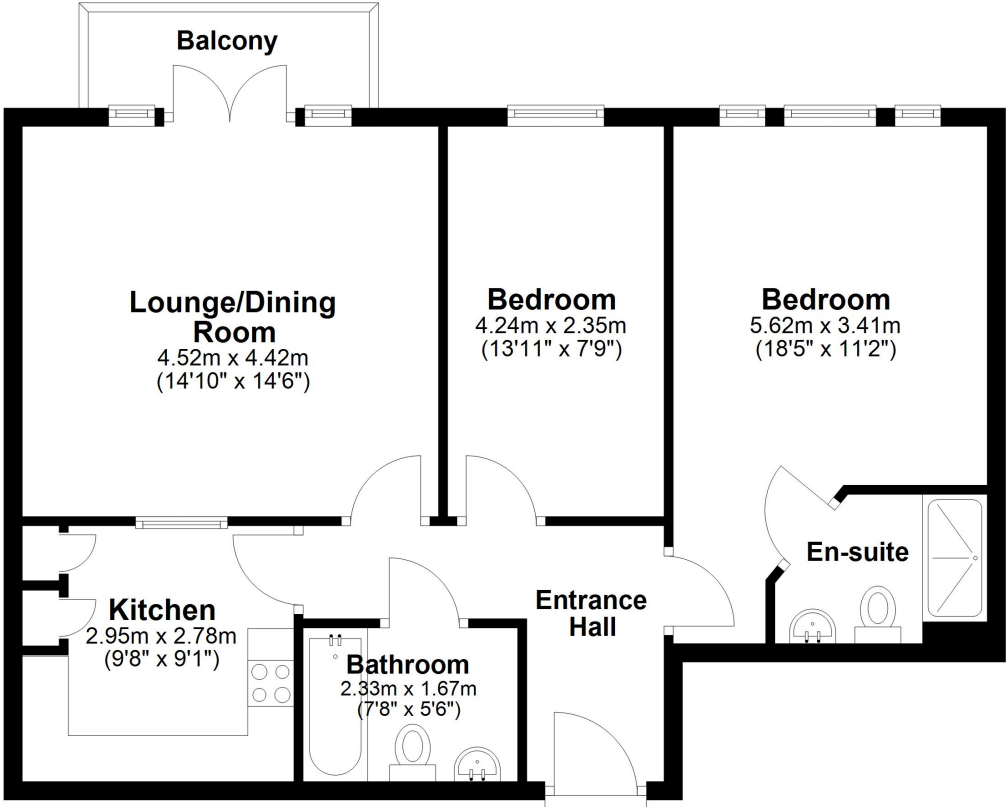 Balcony
Lounge/Dining
Room
4.52m x 4.42m
(14'10" x 14'6")
Bedroom
4.24m x 2.35m
(13'11" x 7'9")
Bedroom
5.62m x 3.41m
(18'5" x 11'2")
En-suite
Kitchen
2.95m x 2.78m
(9'8" x 9'1")
Entrance
Hall
Bathroom
2.33m x 1.67m
(7'8" x 5'6")